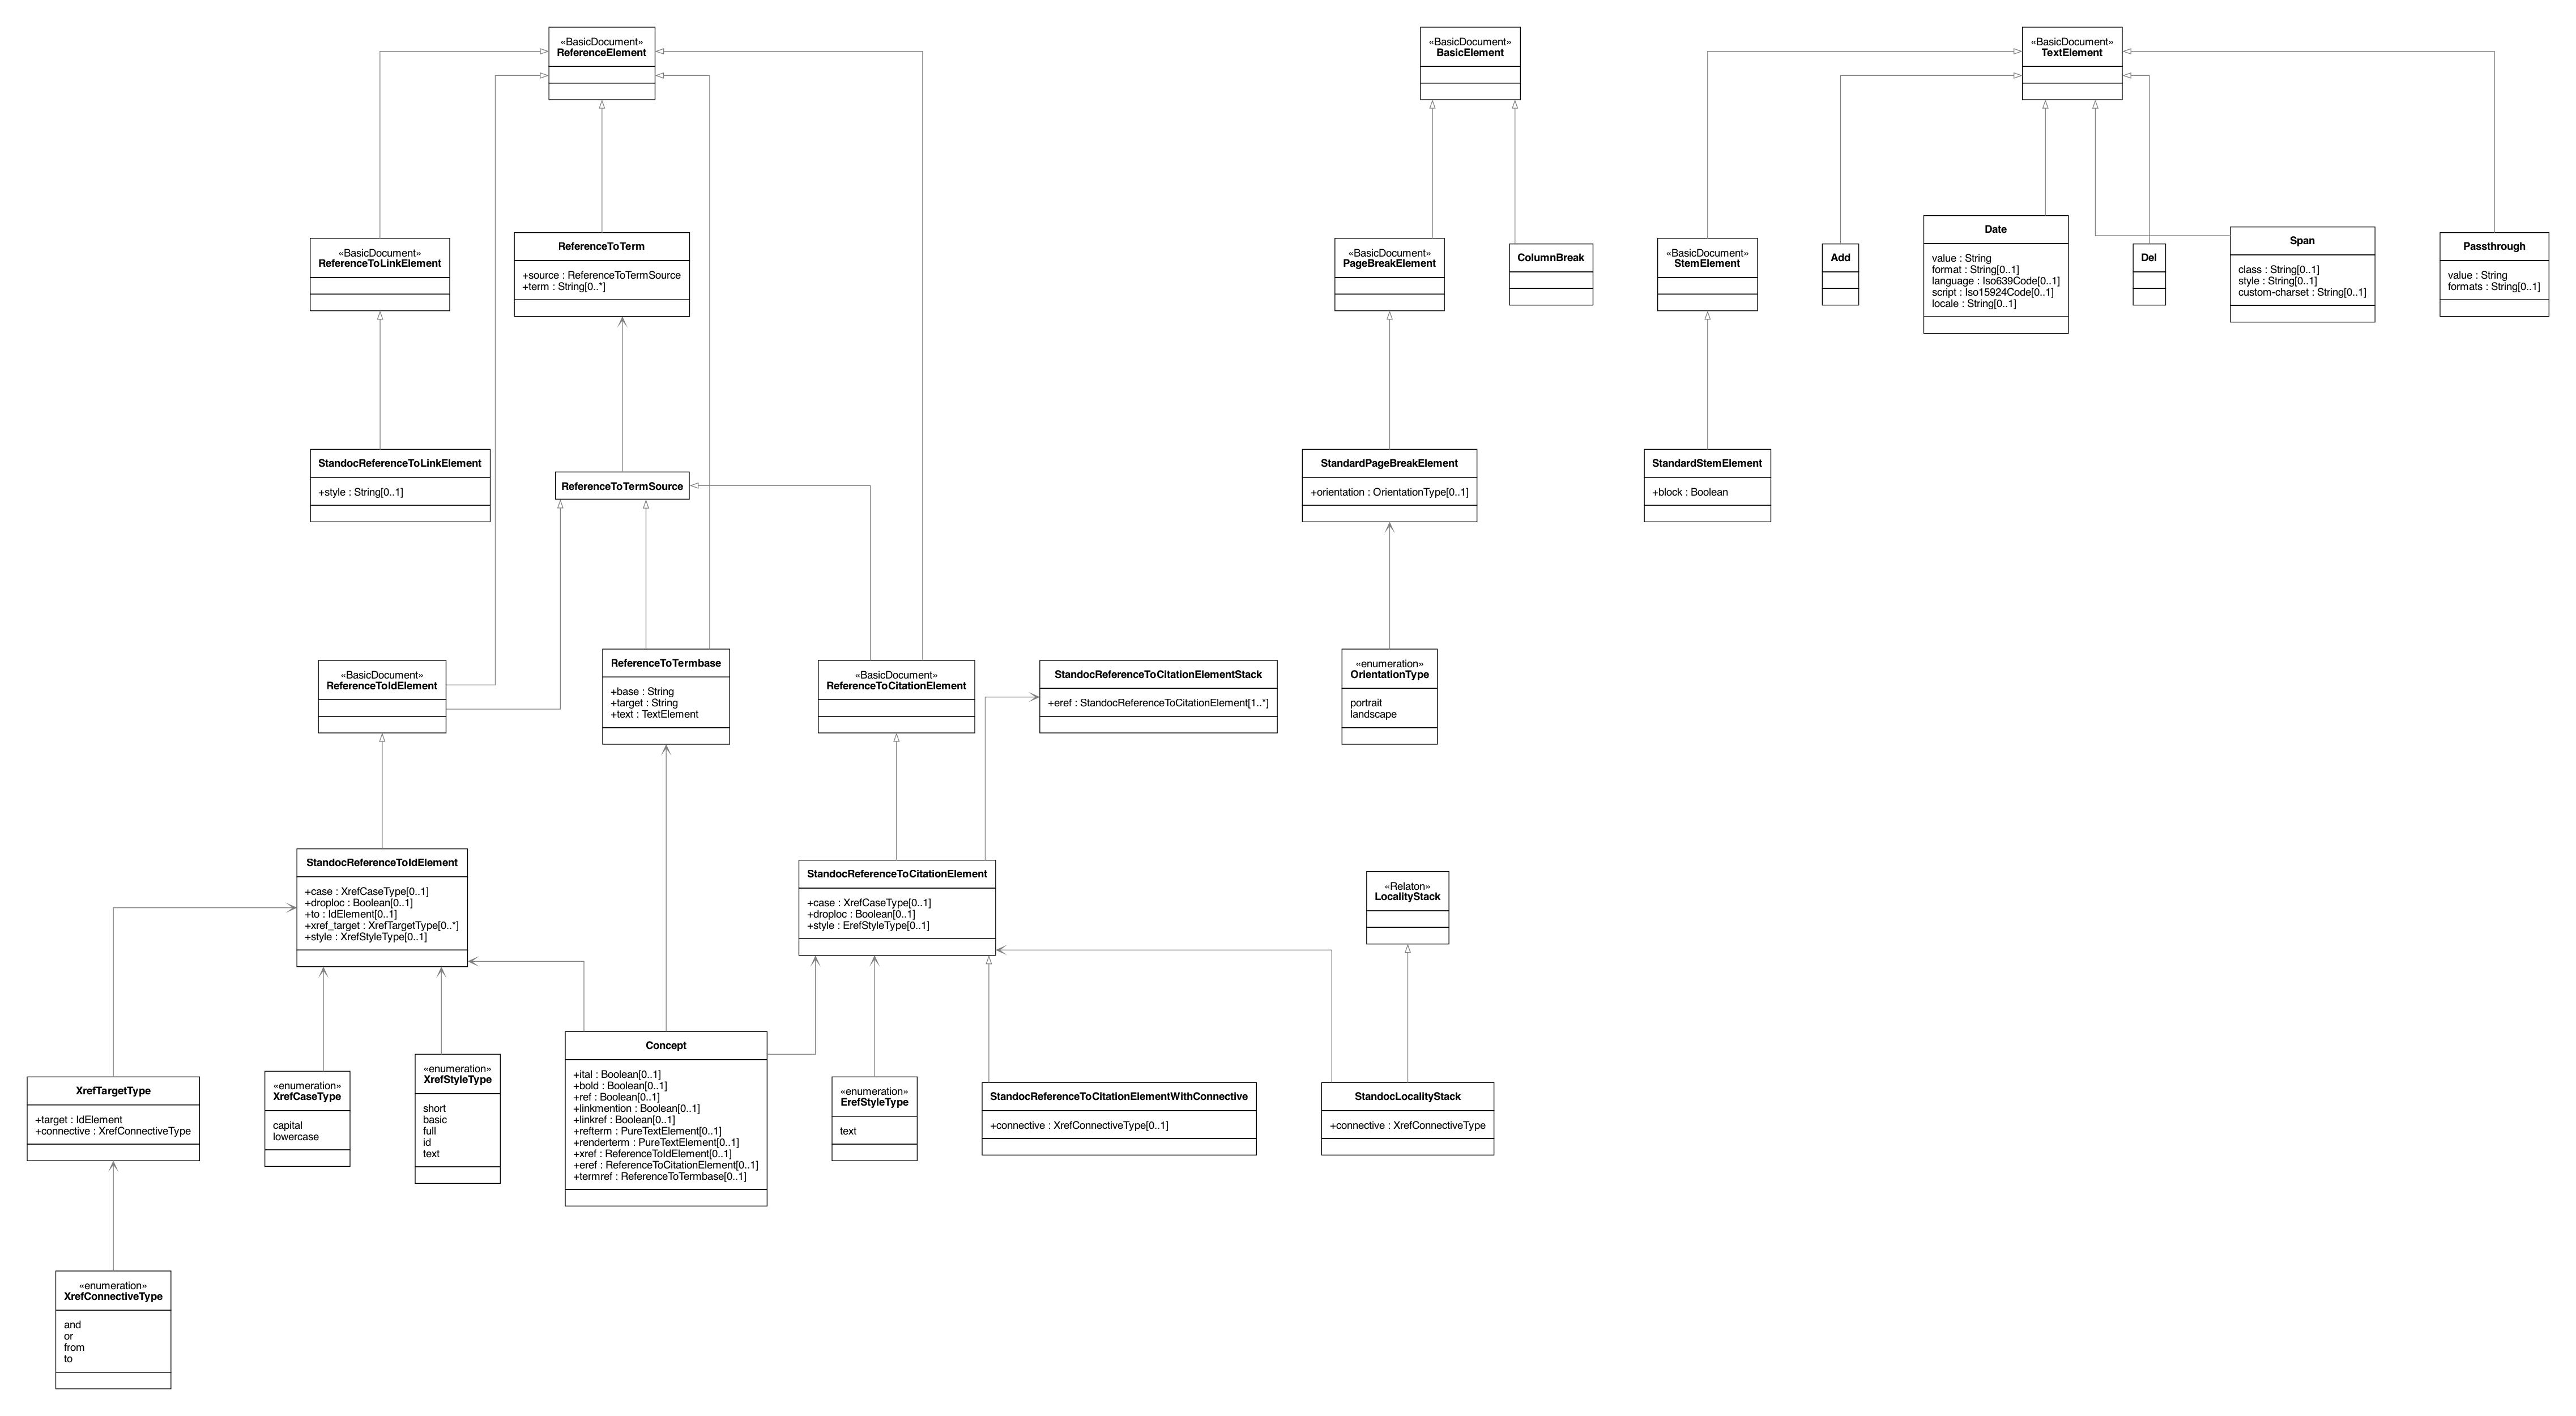 «BasicDocument»
ReferenceElement
«BasicDocument»
BasicElement
«BasicDocument»
TextElement
«BasicDocument»
ReferenceToLinkElement
ReferenceToTerm
+source : ReferenceToTermSource
+term : String[0..*]
«BasicDocument»
PageBreakElement
ColumnBreak
«BasicDocument»
StemElement
Add
Date
value : String
format : String[0..1]
language : Iso639Code[0..1]
script : Iso15924Code[0..1]
locale : String[0..1]
Del
Span
class : String[0..1]
style : String[0..1]
custom-charset : String[0..1]
Passthrough
value : String
formats : String[0..1]
StandocReferenceToLinkElement
+style : String[0..1]
ReferenceToTermSource
StandardPageBreakElement
+orientation : OrientationType[0..1]
StandardStemElement
+block : Boolean
«BasicDocument»
ReferenceToIdElement
ReferenceToTermbase
+base : String
+target : String
+text : TextElement
«BasicDocument»
ReferenceToCitationElement
StandocReferenceToCitationElementStack
+eref : StandocReferenceToCitationElement[1..*]
«enumeration»
OrientationType
portrait
landscape
StandocReferenceToIdElement
+case : XrefCaseType[0..1]
+droploc : Boolean[0..1]
+to : IdElement[0..1]
+xref_target : XrefTargetType[0..*]
+style : XrefStyleType[0..1]
StandocReferenceToCitationElement
+case : XrefCaseType[0..1]
+droploc : Boolean[0..1]
+style : ErefStyleType[0..1]
«Relaton»
LocalityStack
XrefTargetType
+target : IdElement
+connective : XrefConnectiveType
«enumeration»
XrefCaseType
capital
lowercase
«enumeration»
XrefStyleType
short
basic
full
id
text
Concept
+ital : Boolean[0..1]
+bold : Boolean[0..1]
+ref : Boolean[0..1]
+linkmention : Boolean[0..1]
+linkref : Boolean[0..1]
+refterm : PureTextElement[0..1]
+renderterm : PureTextElement[0..1]
+xref : ReferenceToIdElement[0..1]
+eref : ReferenceToCitationElement[0..1]
+termref : ReferenceToTermbase[0..1]
«enumeration»
ErefStyleType
text
StandocReferenceToCitationElementWithConnective
+connective : XrefConnectiveType[0..1]
StandocLocalityStack
+connective : XrefConnectiveType
«enumeration»
XrefConnectiveType
and
or
from
to